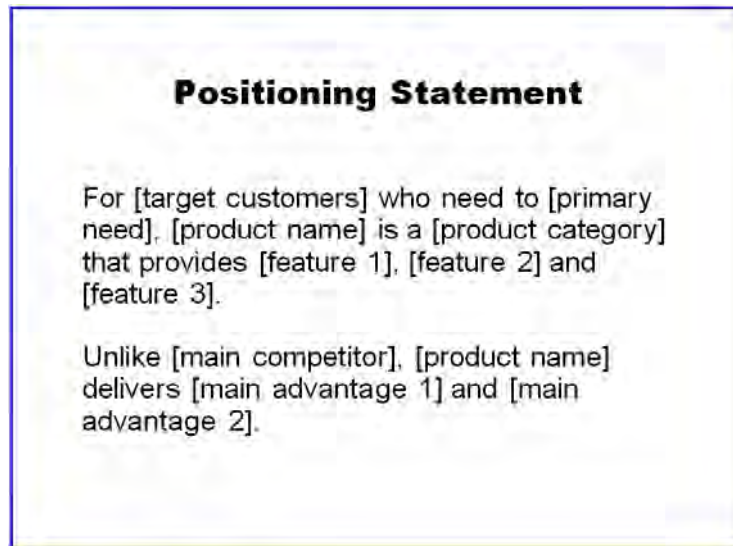 Positioning Statement
For [target customers] who need to [primary
need], [product name] is a [product category]
that provides [feature 1], [feature 2] and
[feature 3].
Unlike [main competitor], [product name]
delivers [main advantage 1] and [main
advantage 2].